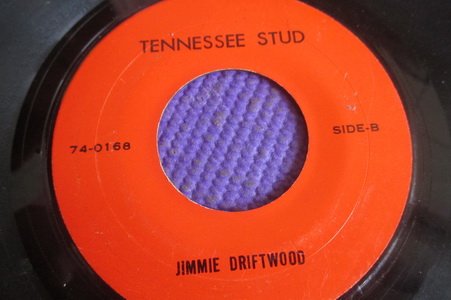 TENNESSEE STUD
74-0168
SIDE-B
JIMMIE DRIFTWOOD